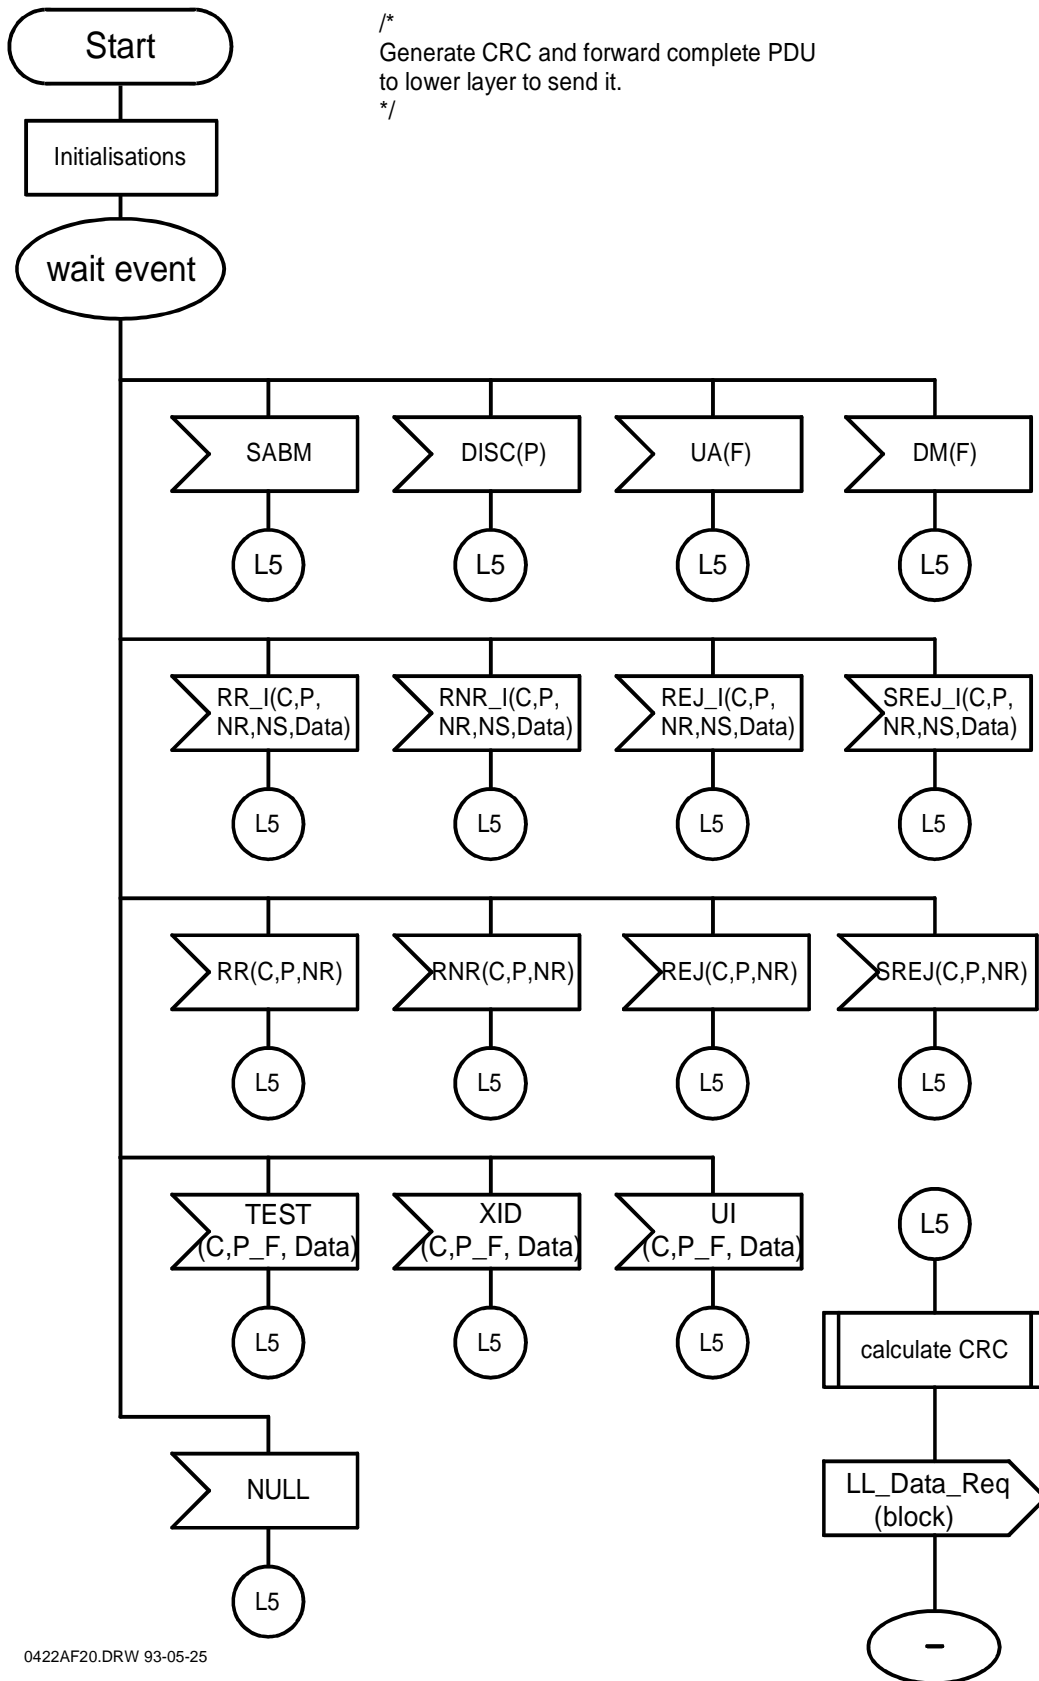 Start
/*
Generate CRC and forward complete PDU
to lower layer to send it.
*/
Initialisations
wait event
SABM
DISC(P)
UA(F)
DM(F)
L5
L5
L5
L5
RR_I(C,P,
NR,NS,Data)
RNR_I(C,P,
NR,NS,Data)
REJ_I(C,P,
NR,NS,Data)
SREJ_I(C,P,
NR,NS,Data)
L5
L5
L5
L5
RR(C,P,NR)
RNR(C,P,NR)
REJ(C,P,NR)
SREJ(C,P,NR)
L5
L5
L5
L5
TEST
(C,P_F, Data)
XID
(C,P_F, Data)
UI
(C,P_F, Data)
L5
L5
L5
L5
calculate CRC
NULL
LL_Data_Req
(block)
L5
–
0422AF20.DRW 93-05-25